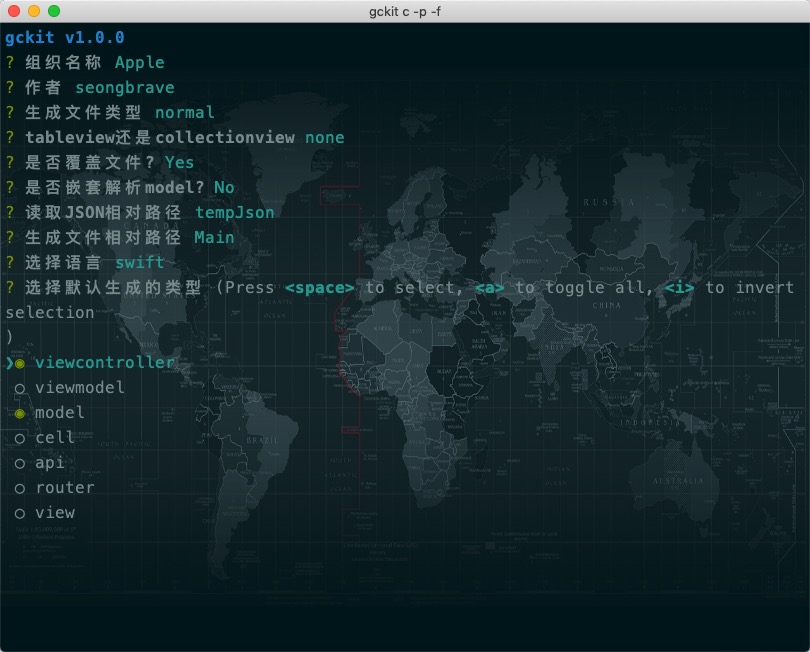 gckit c -p -f
gckit v1.0.0
? 组织名称 Apple
? 作者 seongbrave
? 生成文件类型 normal
? tableview还是collectionview none
? 是否覆盖文件? Yes
? 是否嵌套解析model? No
? 读取JSON相对路径 tempJson
? 生成文件相对路径 Main
? 选择语言 swift
? 选择默认生成的类型 (Press <space> to select, <a> to toggle all, <i> to invert
selection
)
❯◉ viewcontroller
◯ viewmodel
◉ model
◯ cell
◯ api
◯ router
◯ view
RUSSIA
CHINA
BRAZIL
INDONESIA
AUSTRALIA